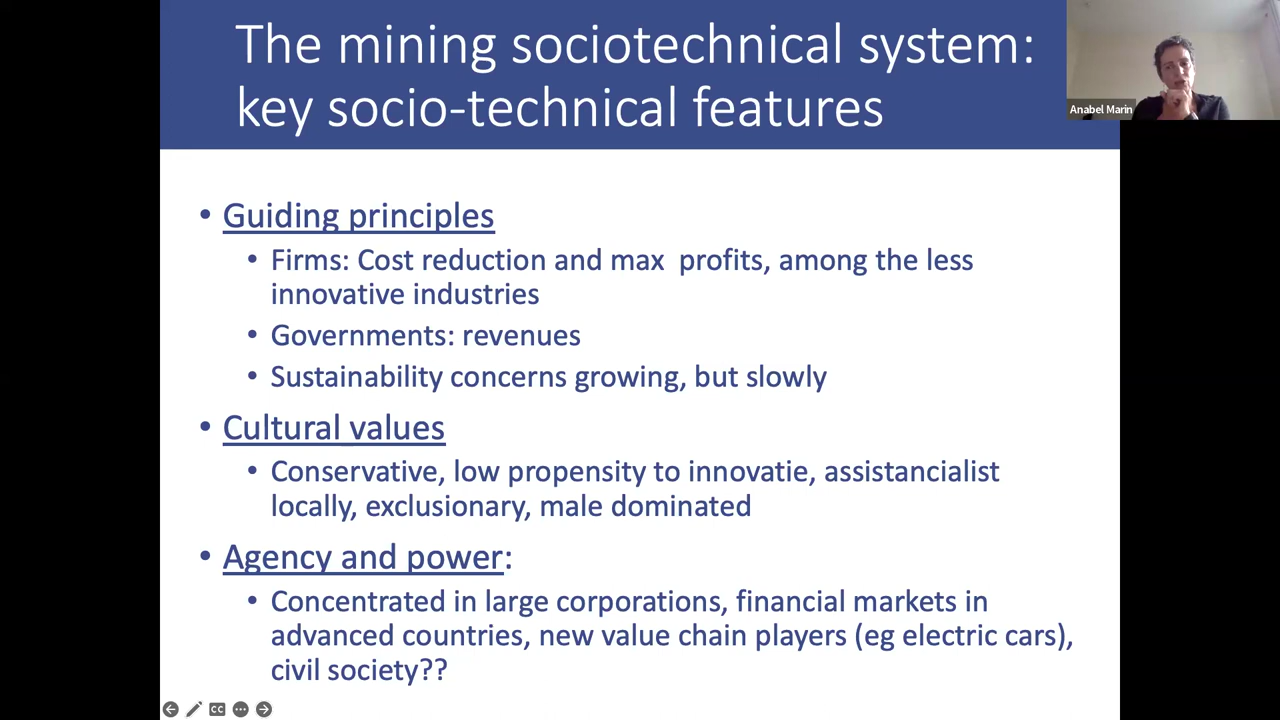 The mining sociotechnical system:
key socio-technical features
Anabel Marin
• Guiding principles
• Firms: Cost reduction and max profits, among the less
innovative industries
• Governments: revenues
• Sustainability concerns growing, but slowly
• Cultural values
• Conservative, low propensity to innovatie, assistancialist
locally, exclusionary, male dominated
• Agency and power:
• Concentrated in large corporations, financial markets in
advanced countries, new value chain players (eg electric cars),
civil society??
CC